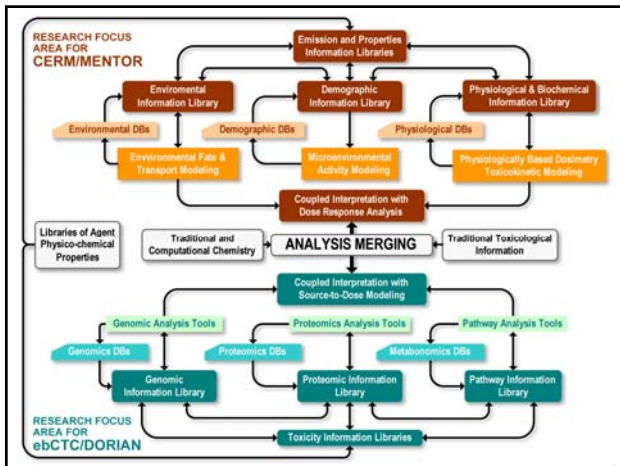 RESEARCH FOCUS
AREA FOR
CERM/MENTOR
Emission and Properties
Information Libraries
Enviromental
Information Library
Demographic
Information Library
Physiological & Biochemical
Information Library
Environmental DBs
Demographic DBs
Physiological DBs
Environmental Fate &
Transport Modeling
Microenvironmental
Activity Modeling
Physiologically Based Dosimetry
Toxicokinetic Modeling
Coupled Interpretation with
Dose Response Analysis
Libraries of Agent
Physico-chemical
Properties
Traditional and
Computational Chemistry
ANALYSIS MERGING
Traditional Toxicological
Information
Coupled Interpretation with
Source-to-Dose Modeling
Genomic Analysis Tools
Proteomics Analysis Tools
Pathway Analysis Tools
Genomics DBs
Proteomics DBs
Metabonomics DBs
Genomic
Information Library
Proteomic Information
Library
Pathway Information
Library
RESEARCH FOCUS
AREA FOR
ebCTC/DORIAN
Toxicity Information Libraries